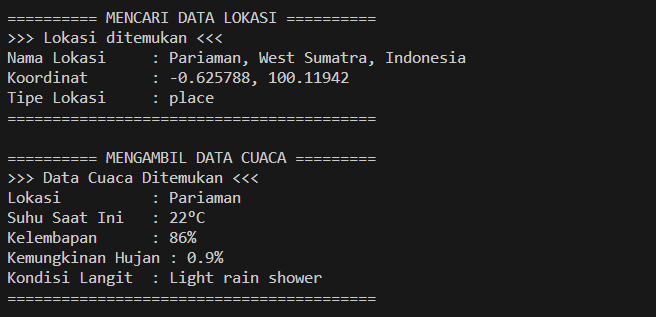 ========== MENCARI DATA LOKASI ==========
>>> Lokasi ditemukan <<<
Nama Lokasi     : Pariaman, West Sumatra, Indonesia
Koordinat       : -0.625788, 100.11942
Tipe Lokasi     : place
=========================================
========== MENGAMBIL DATA CUACA =========
>>> Data Cuaca Ditemukan <<<
Lokasi          : Pariaman
Suhu Saat Ini   : 22°C
Kelembapan      : 86%
Kemungkinan Hujan : 0.9%
Kondisi Langit  : Light rain shower
=========================================